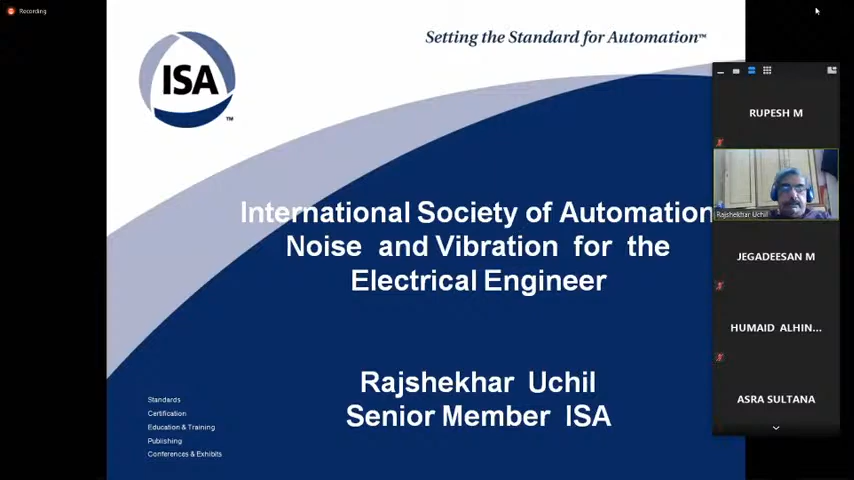 Recording
Setting the Standard for Automation™
ISA
™
International Society of Automation
Noise and Vibration for the
Electrical Engineer
Rajshekhar Uchil
Senior Member ISA
Standards
Certification
Education & Training
Publishing
Conferences & Exhibits
RUPESH M
Rajshekhar Uchil
JEGADEESAN M
HUMAID ALHIN...
ASRA SULTANA